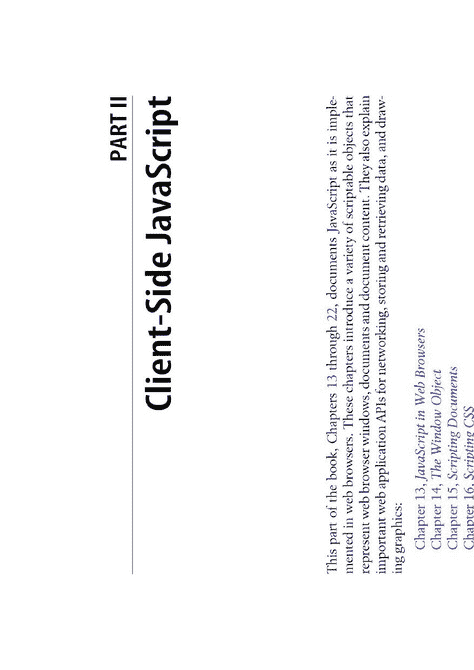 PART II
Client-Side JavaScript
This part of the book, Chapters 13 through 22, documents JavaScript as it is imple-
mented in web browsers. These chapters introduce a variety of scriptable objects that
represent web browser windows, documents and document content. They also explain
important web application APIs for networking, storing and retrieving data, and draw-
ing graphics:
Chapter 13, JavaScript in Web Browsers
Chapter 14, The Window Object
Chapter 15, Scripting Documents
Chapter 16, Scripting CSS